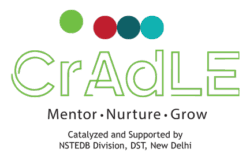 CrAdLE
Mentor • Nurture • Grow
Catalyzed and Supported by
NSTEDB Division, DST, New Delhi